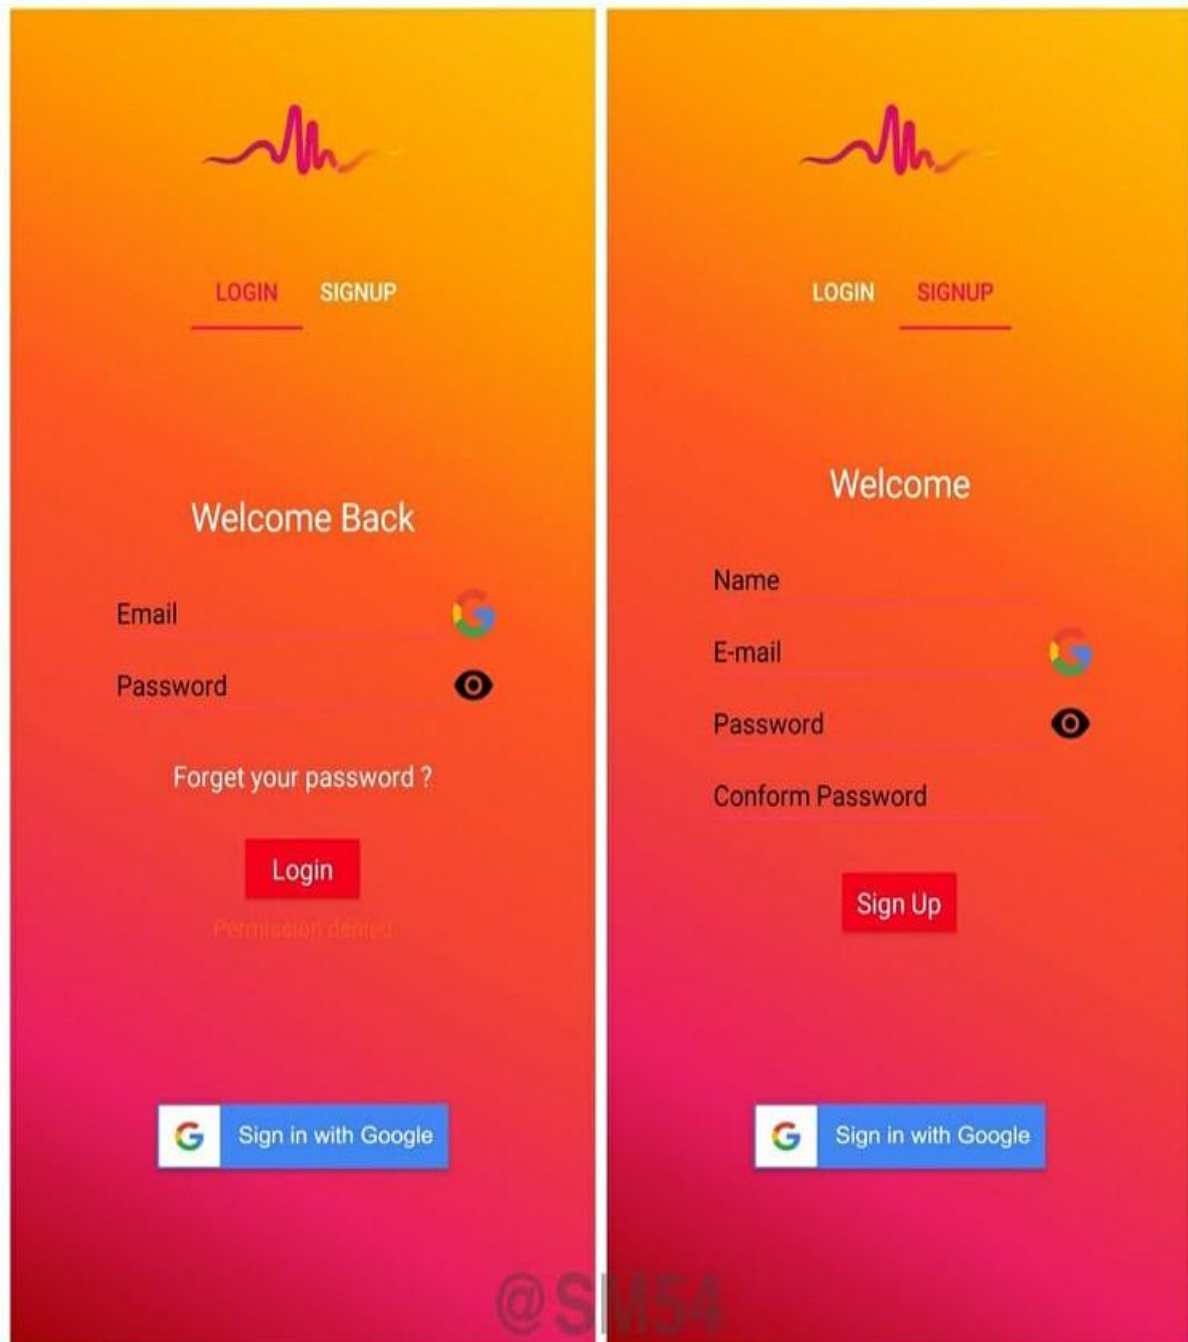 LOGIN SIGNUP
Welcome Back
Email
Password
Forget your password ?
Login
Permission denied
Sign in with Google
LOGIN SIGNUP
Welcome
Name
E-mail
Password
Conform Password
Sign Up
Sign in with Google
@SM54